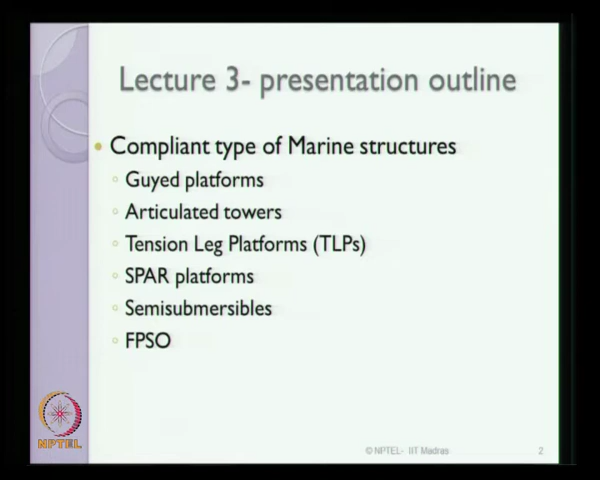 Lecture 3- presentation outline
Compliant type of Marine structures
Guyed platforms
Articulated towers
Tension Leg Platforms (TLPs)
SPAR platforms
Semisubmersibles
FPSO
NPTEL
© NPTEL- IIT Madras
2